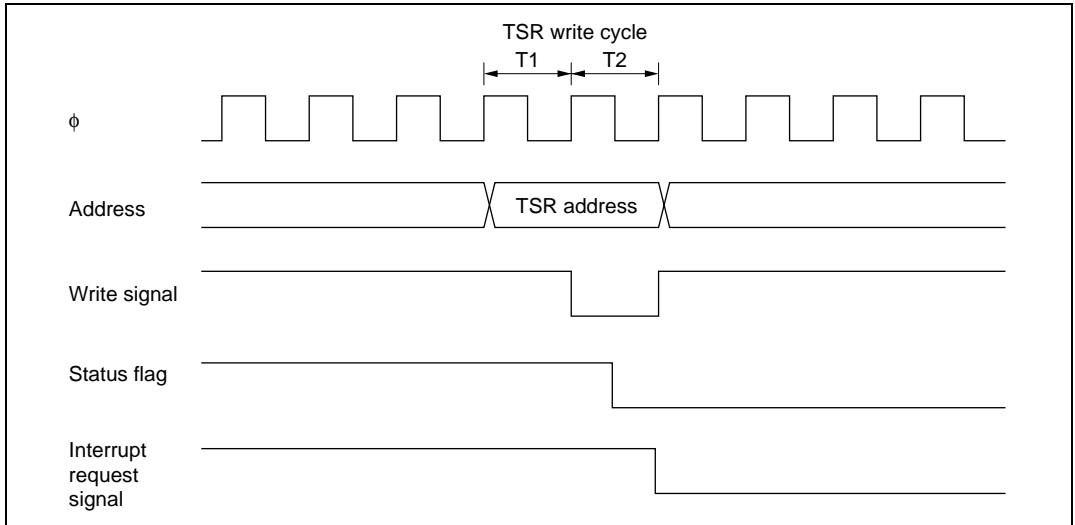 TSR write cycle
T1 T2
ϕ
Address
TSR address
Write signal
Status flag
Interrupt
request
signal